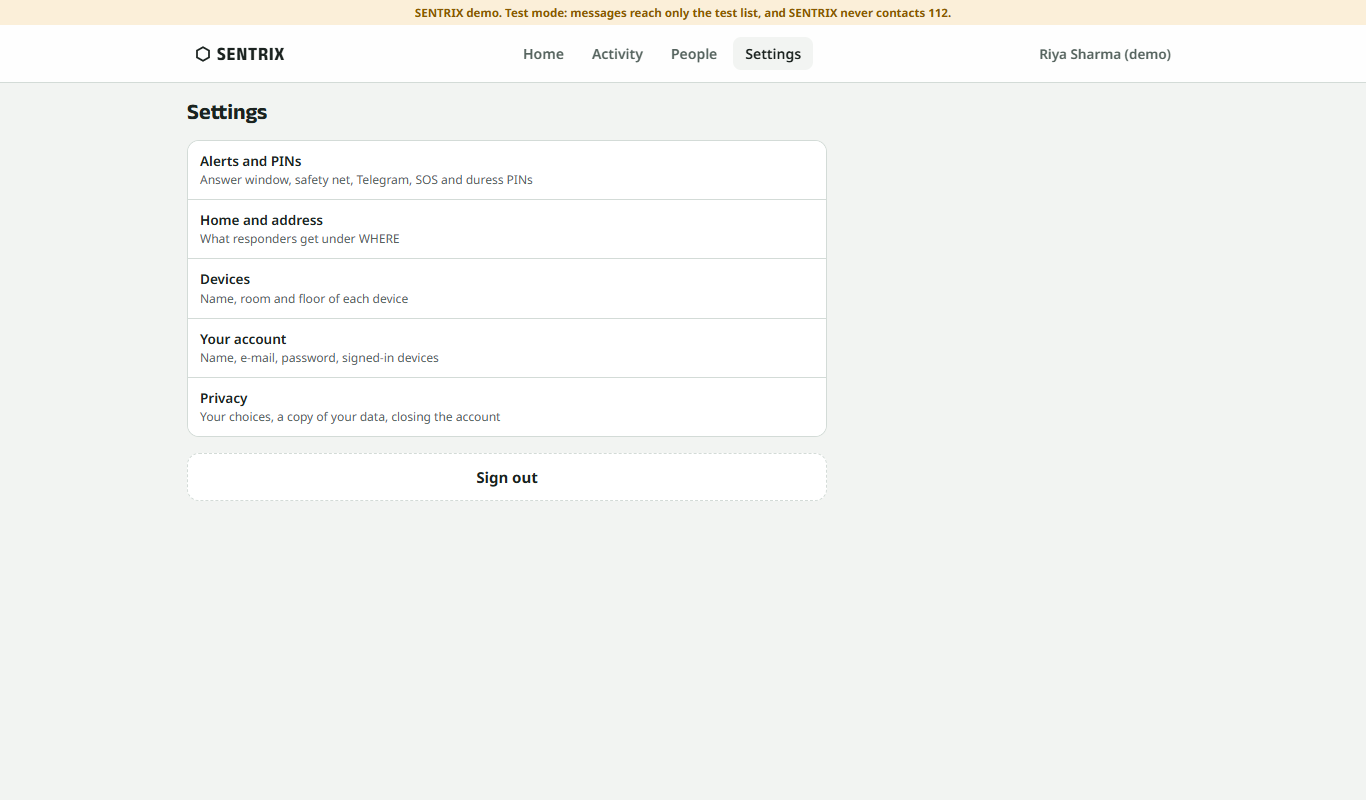 SENTRIX demo. Test mode: messages reach only the test list, and SENTRIX never contacts 112.
SENTRIX Home Activity People Settings Riya Sharma (demo)
Settings
Alerts and PINs
Answer window, safety net, Telegram, SOS and duress PINs
Home and address
What responders get under WHERE
Devices
Name, room and floor of each device
Your account
Name, e-mail, password, signed-in devices
Privacy
Your choices, a copy of your data, closing the account
Sign out